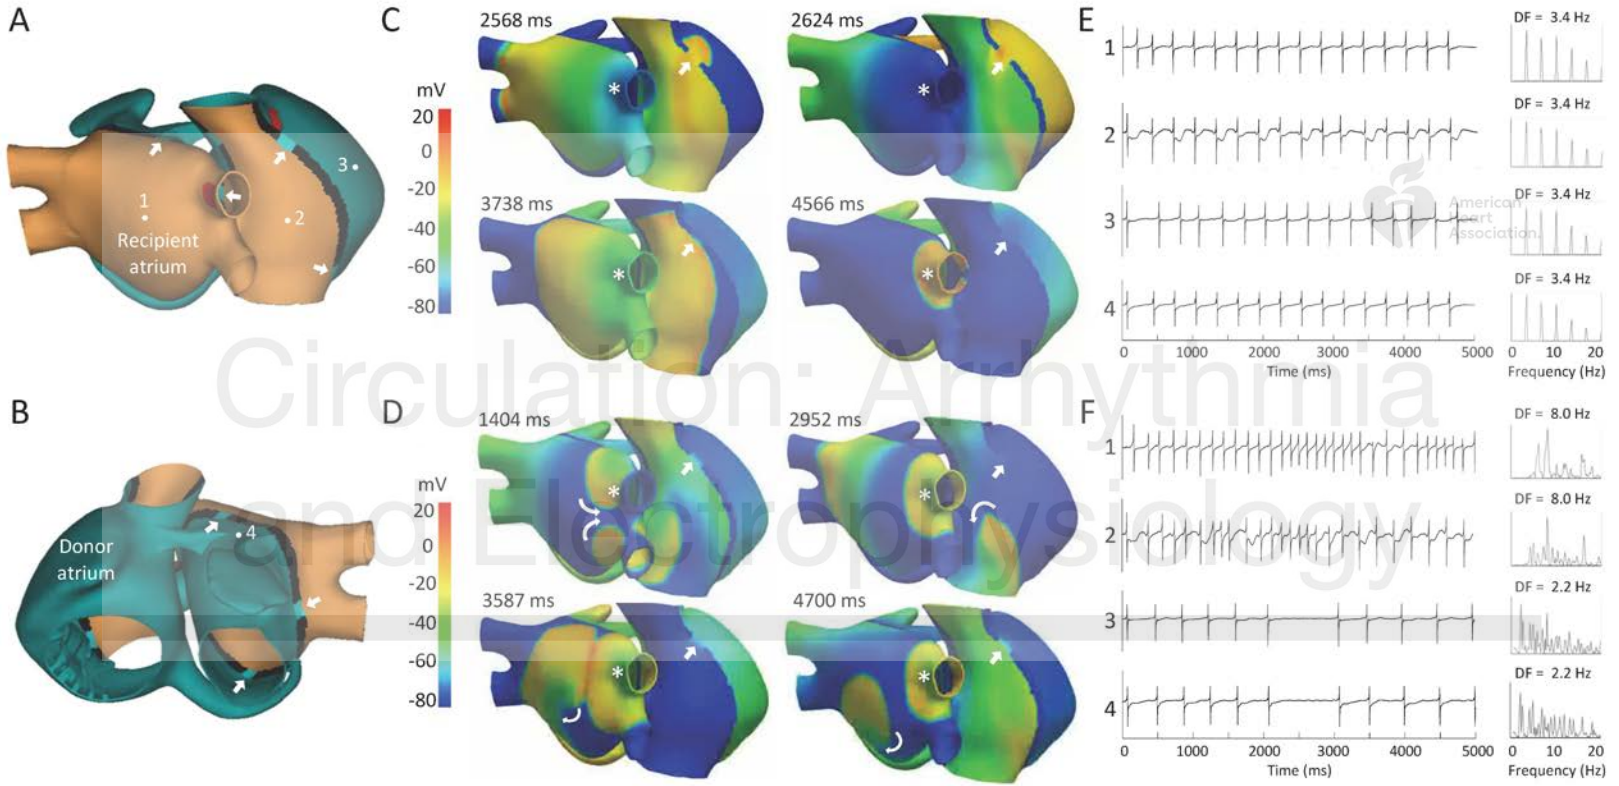 A
mV
20
0
-20
-40
-60
-80
1
2
3
Recipient
atrium
B
mV
20
0
-20
-40
-60
-80
Donor
atrium
4
C
2568 ms
2624 ms
*
*
3738 ms
4566 ms
*
*
D
1404 ms
2952 ms
*
*
3587 ms
4700 ms
*
*
E
DF = 3.4 Hz
1
DF = 3.4 Hz
2
DF = 3.4 Hz
3
DF = 3.4 Hz
4
0 1000 2000 3000 4000 5000
Time (ms)
0 10 20
Frequency (Hz)
F
DF = 8.0 Hz
1
DF = 8.0 Hz
2
DF = 2.2 Hz
3
DF = 2.2 Hz
4
0 1000 2000 3000 4000 5000
Time (ms)
0 10 20
Frequency (Hz)
American
Heart
Association.
Circulation: Arrhythmia
and Electrophysiology